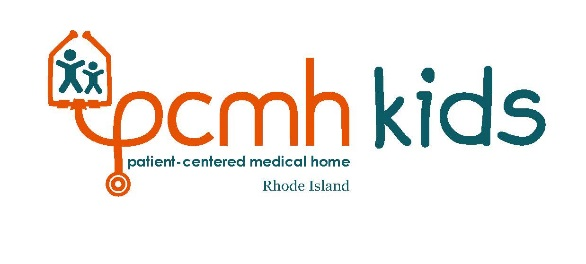 pcmh kids
patient-centered medical home
Rhode Island